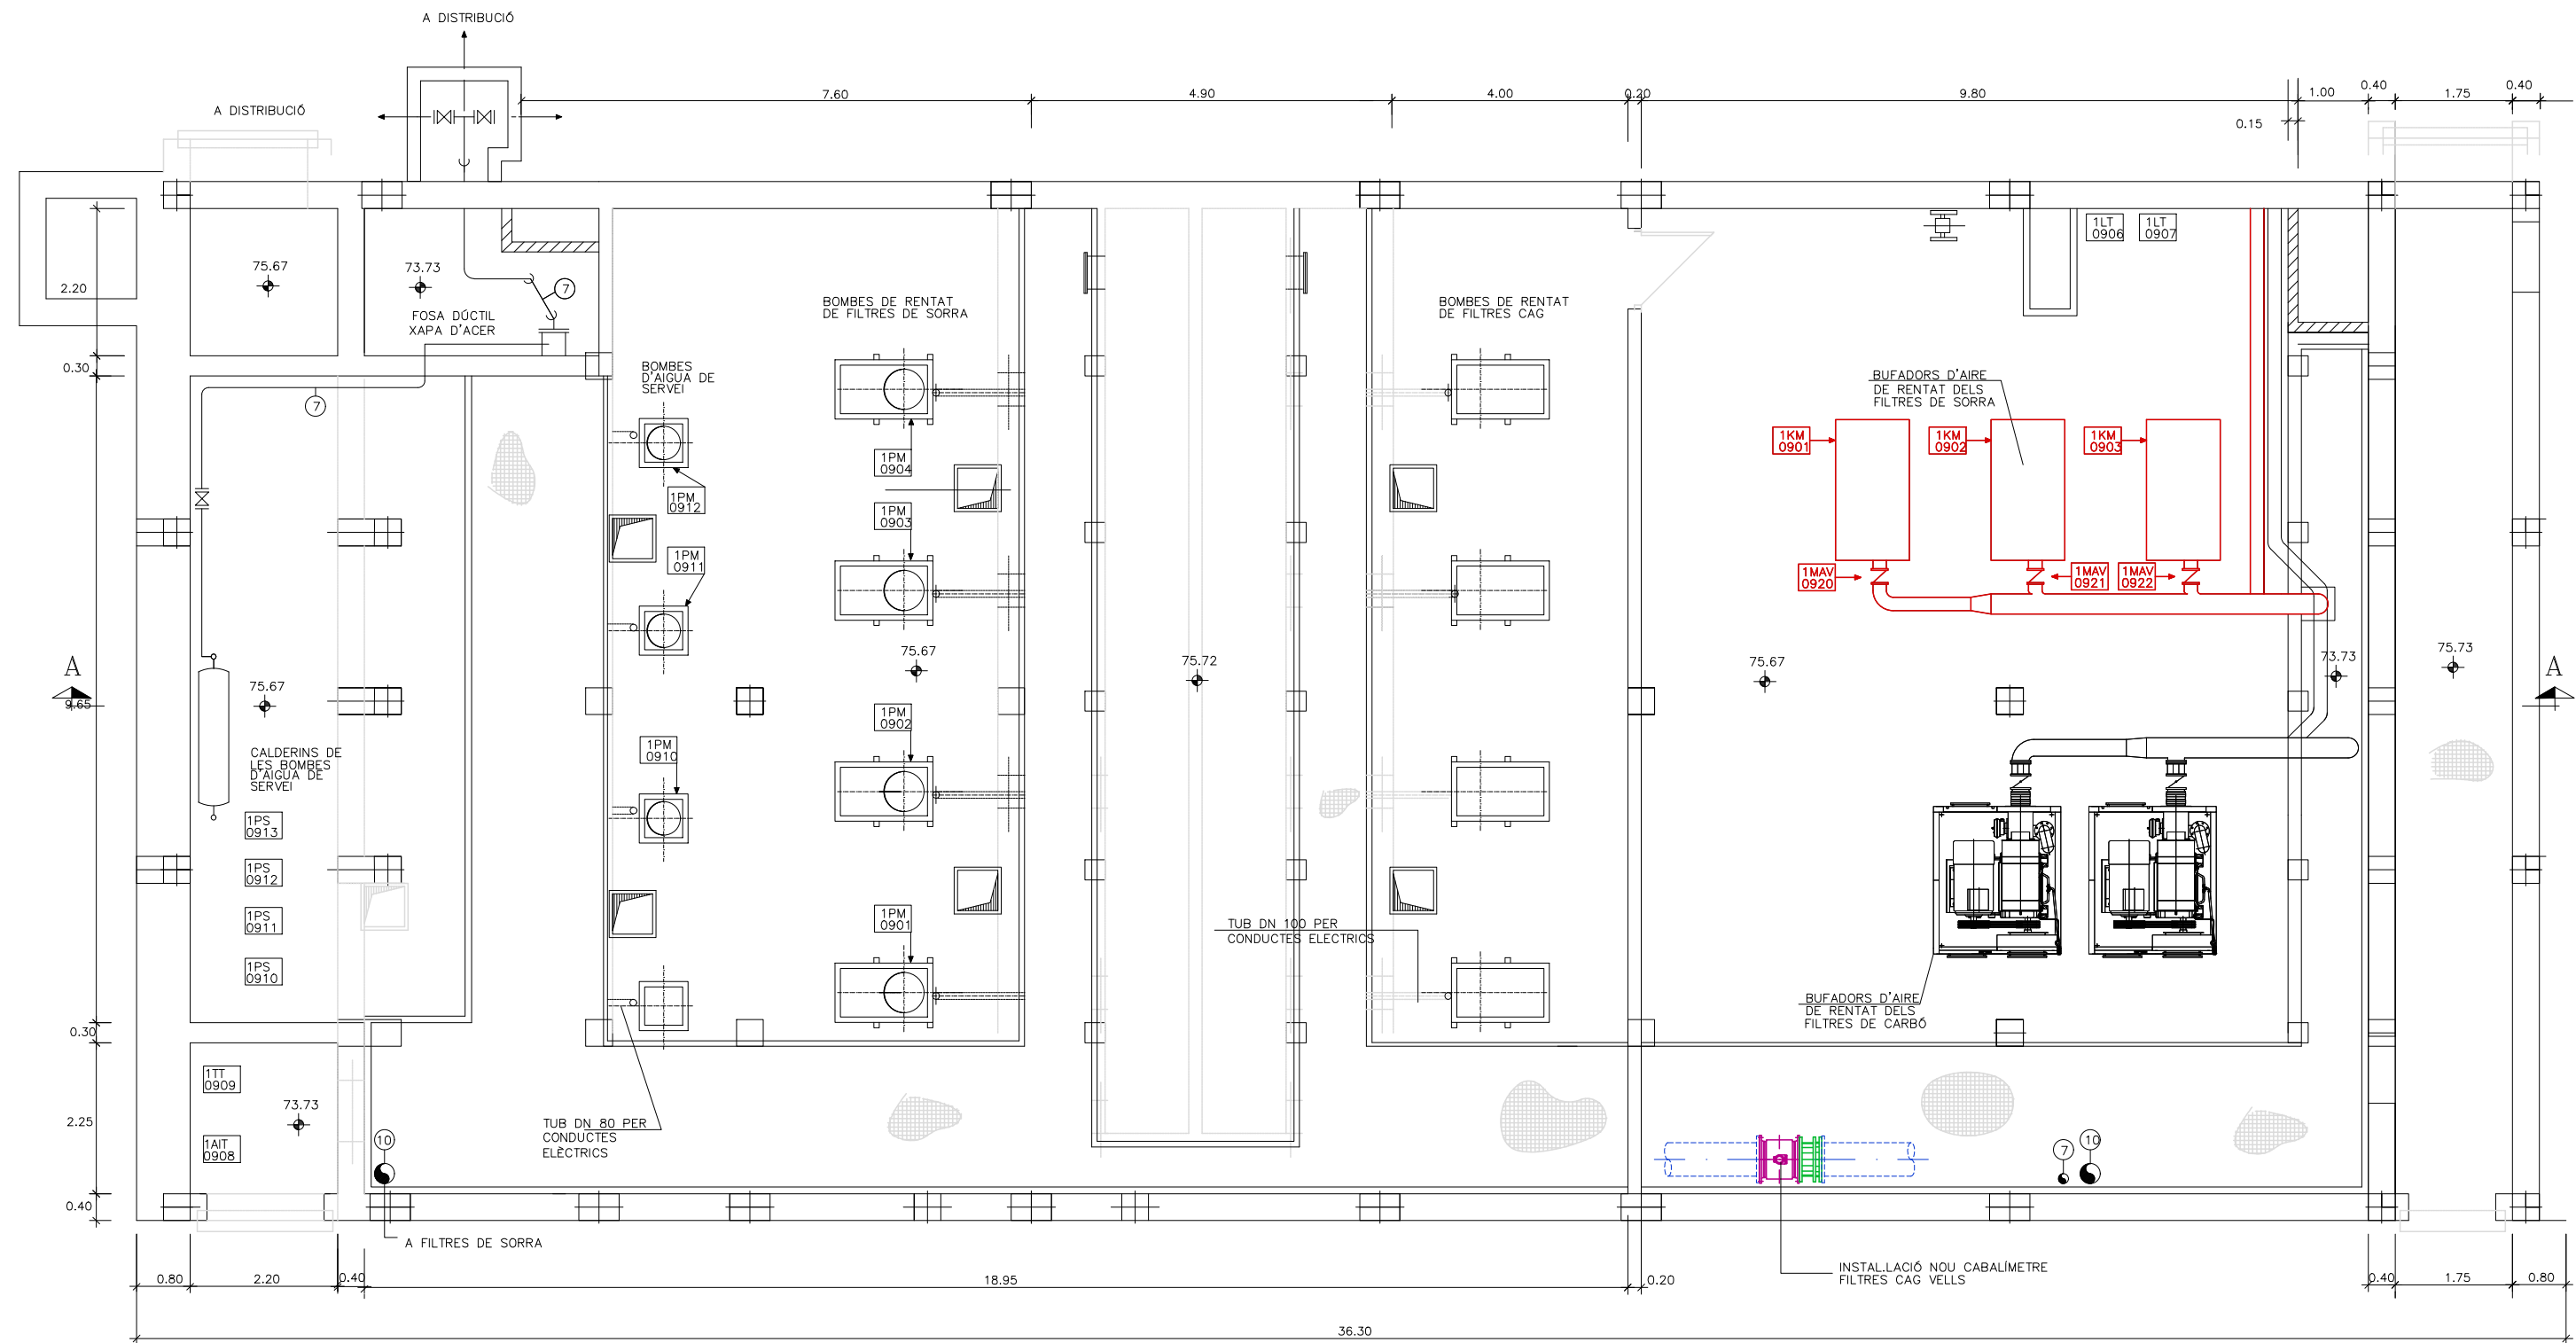 A DISTRIBUCIÓ
A DISTRIBUCIÓ
7.60
4.90
4.00
0.20
9.80
1.00
0.40
1.75
0.40
0.15
2.20
75.67
73.73
7
FOSA DÚCTIL
XAPA D'ACER
BOMBES DE RENTAT
DE FILTRES DE SORRA
BOMBES DE RENTAT
DE FILTRES CAG
1LT
0906
1LT
0907
0.30
7
BOMBES
D'AIGUA DE
SERVEI
BUFADORS D'AIRE
DE RENTAT DELS
FILTRES DE SORRA
1KM
0901
1KM
0902
1KM
0903
1PM
0904
1PM
0912
1PM
0903
1PM
0911
1MAV
0920
1MAV
0921
1MAV
0922
A
9.65
75.67
75.67
75.72
75.67
73.73
75.73
A
1PM
0902
1PM
0910
CALDERINS DE
LES BOMBES
D'AIGUA DE
SERVEI
1PS
0913
1PS
0912
1PS
0911
1PS
0910
1PM
0901
TUB DN 100 PER
CONDUCTES ELECTRICS
BUFADORS D'AIRE
DE RENTAT DELS
FILTRES DE CARBÓ
0.30
1TT
0909
2.25
73.73
1AIT
0908
10
TUB DN 80 PER
CONDUCTES
ELÈCTRICS
7
10
0.40
A FILTRES DE SORRA
INSTAL.LACIÓ NOU CABALÍMETRE
FILTRES CAG VELLS
0.80
2.20
0.40
18.95
0.20
0.40
1.75
0.80
36.30